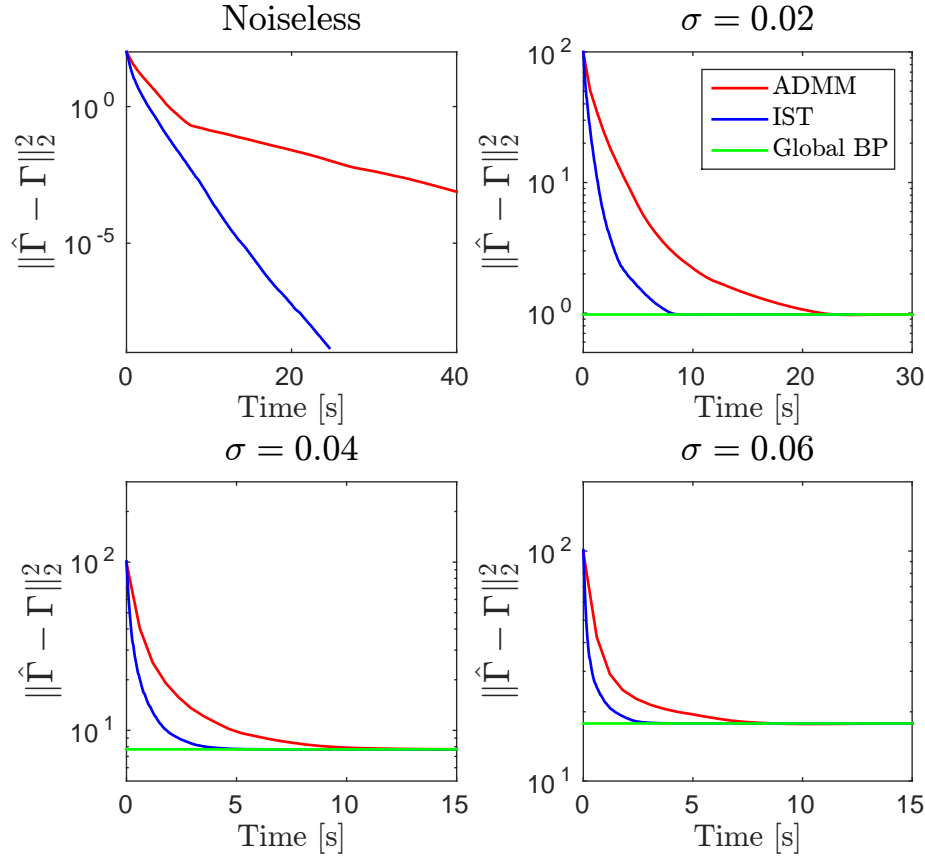 Noiseless
10^0
10^-5
‖Γ̂ − Γ‖₂²
0 20 40
Time [s]
σ = 0.02
10^2
10^1
10^0
‖Γ̂ − Γ‖₂²
ADMM
IST
Global BP
0 10 20 30
Time [s]
σ = 0.04
10^2
10^1
‖Γ̂ − Γ‖₂²
0 5 10 15
Time [s]
σ = 0.06
10^2
10^1
‖Γ̂ − Γ‖₂²
0 5 10 15
Time [s]